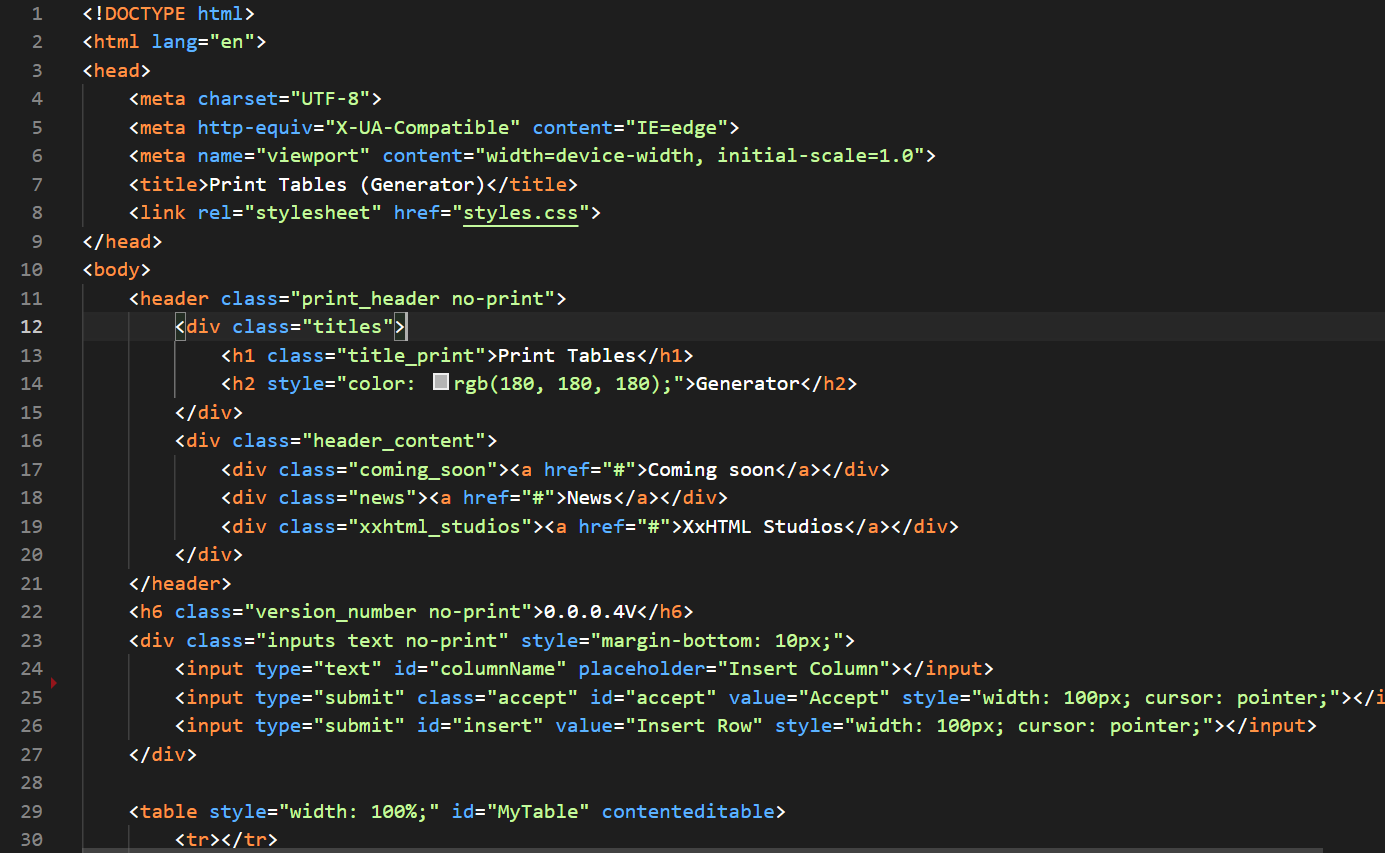 1 <!DOCTYPE html>
2 <html lang="en">
3 <head>
4     <meta charset="UTF-8">
5     <meta http-equiv="X-UA-Compatible" content="IE=edge">
6     <meta name="viewport" content="width=device-width, initial-scale=1.0">
7     <title>Print Tables (Generator)</title>
8     <link rel="stylesheet" href="styles.css">
9 </head>
10 <body>
11     <header class="print_header no-print">
12         <div class="titles">
13             <h1 class="title_print">Print Tables</h1>
14             <h2 style="color: rgb(180, 180, 180);">Generator</h2>
15         </div>
16         <div class="header_content">
17             <div class="coming_soon"><a href="#">Coming soon</a></div>
18             <div class="news"><a href="#">News</a></div>
19             <div class="xxhtml_studios"><a href="#">XxHTML Studios</a></div>
20         </div>
21     </header>
22     <h6 class="version_number no-print">0.0.0.4V</h6>
23     <div class="inputs text no-print" style="margin-bottom: 10px;">
24         <input type="text" id="columnName" placeholder="Insert Column"></input>
25         <input type="submit" class="accept" id="accept" value="Accept" style="width: 100px; cursor: pointer;"></i
26         <input type="submit" id="insert" value="Insert Row" style="width: 100px; cursor: pointer;"></input>
27     </div>
28
29     <table style="width: 100%;" id="MyTable" contenteditable>
30         <tr></tr>